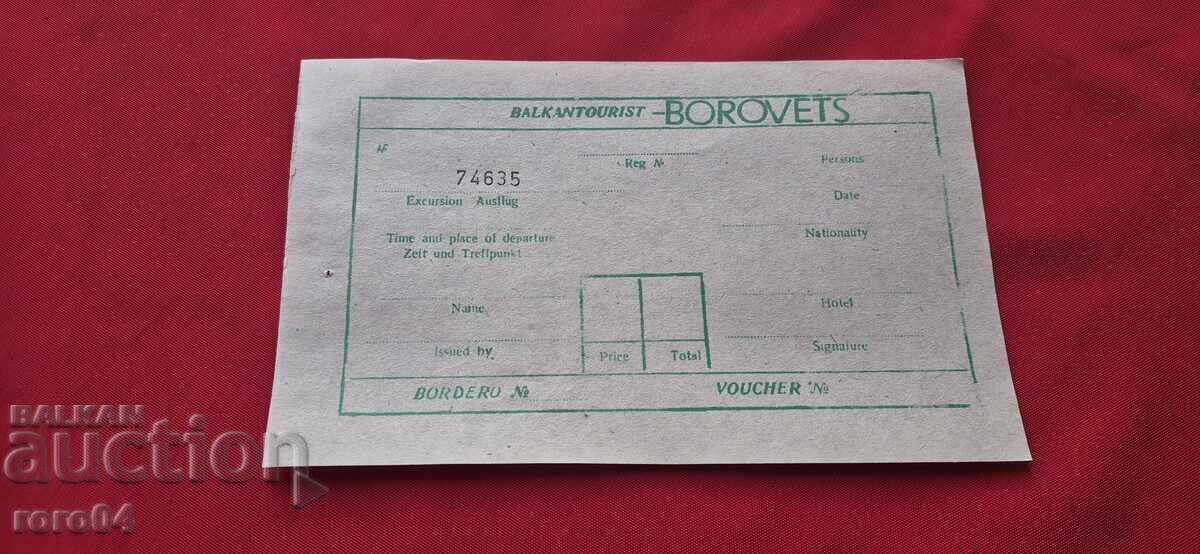 BALKANTOURIST - BOROVETS
№
74635
Reg №
Persons
Excursion Ausflug
Date
Time and place of departure
Zeit und Treffpunkt
Nationauty
Name
Hotel
Issued by
Price
Total
Signature
BORDERO №
VOUCHER №
BALKAN
auction
roro04